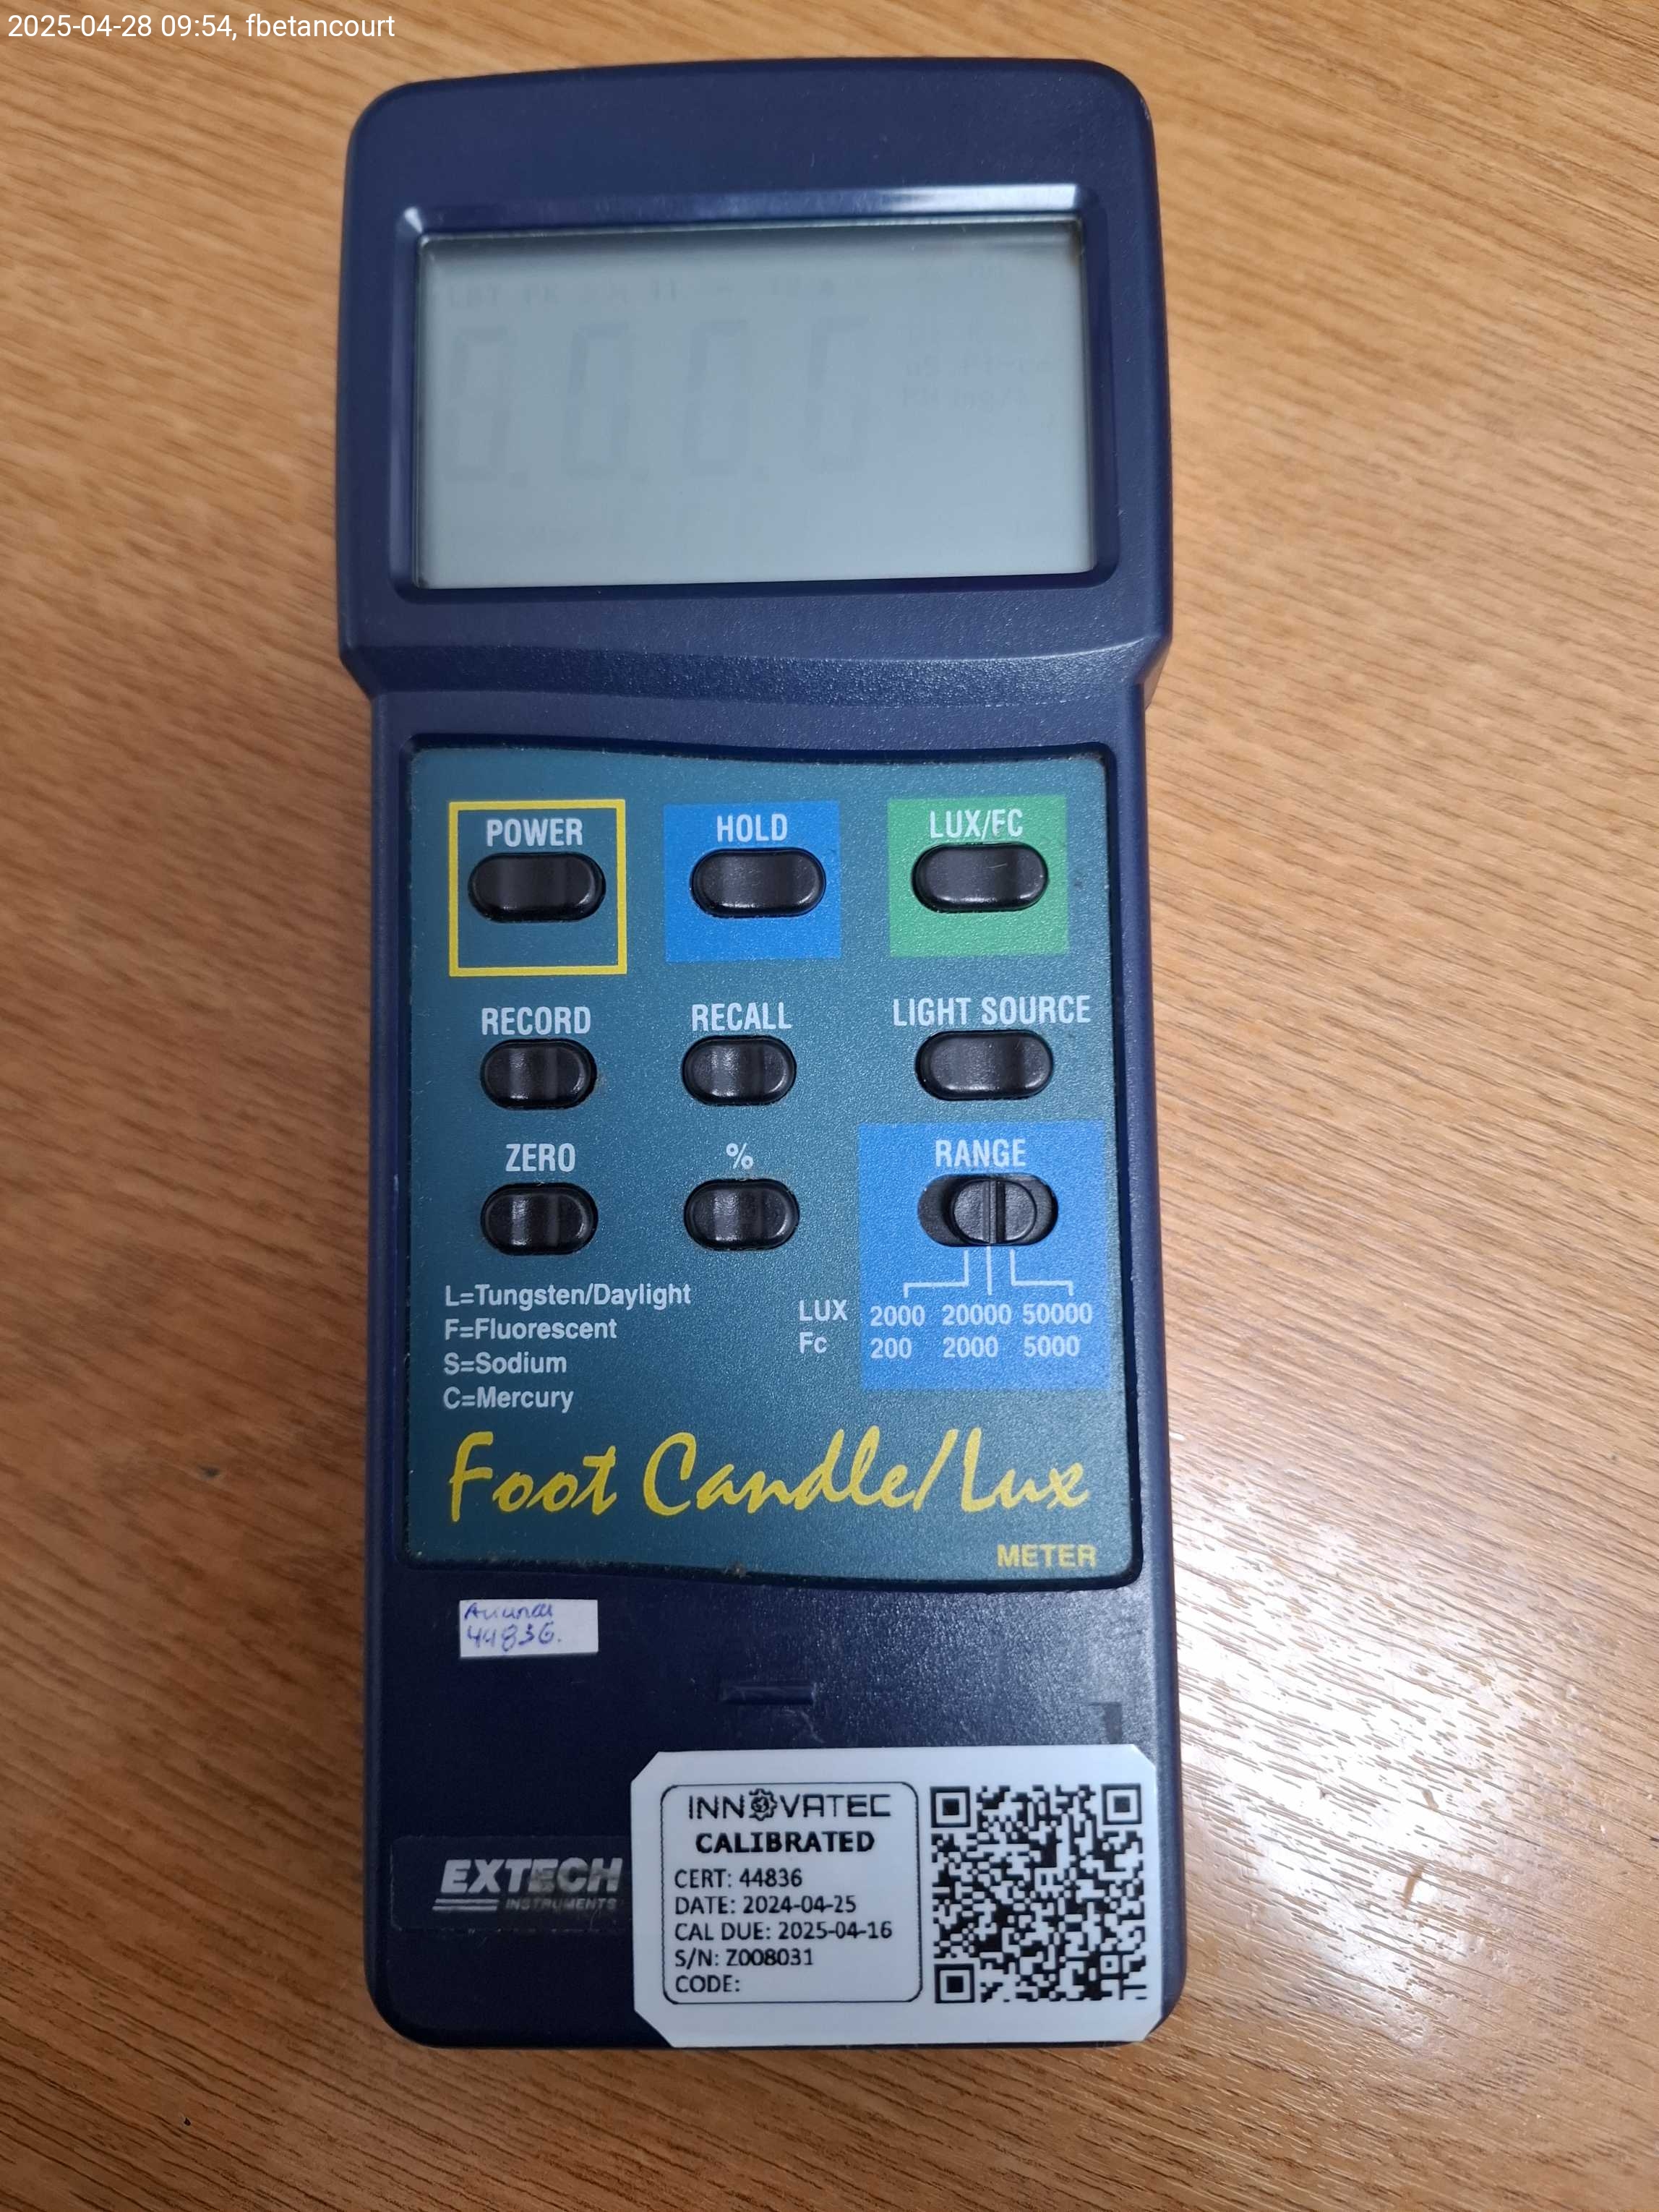 2025-04-28 09:54, fbetancourt
POWER
HOLD
LUX/FC
RECORD
RECALL
LIGHT SOURCE
ZERO
%
RANGE
L=Tungsten/Daylight
F=Fluorescent
S=Sodium
C=Mercury
LUX 2000 20000 50000
Fc 200 2000 5000
Foot Candle/Lux
METER
44836.
EXTECH
INSTRUMENTS
INNOVATEC
CALIBRATED
CERT: 44836
DATE: 2024-04-25
CAL DUE: 2025-04-16
S/N: Z008031
CODE: